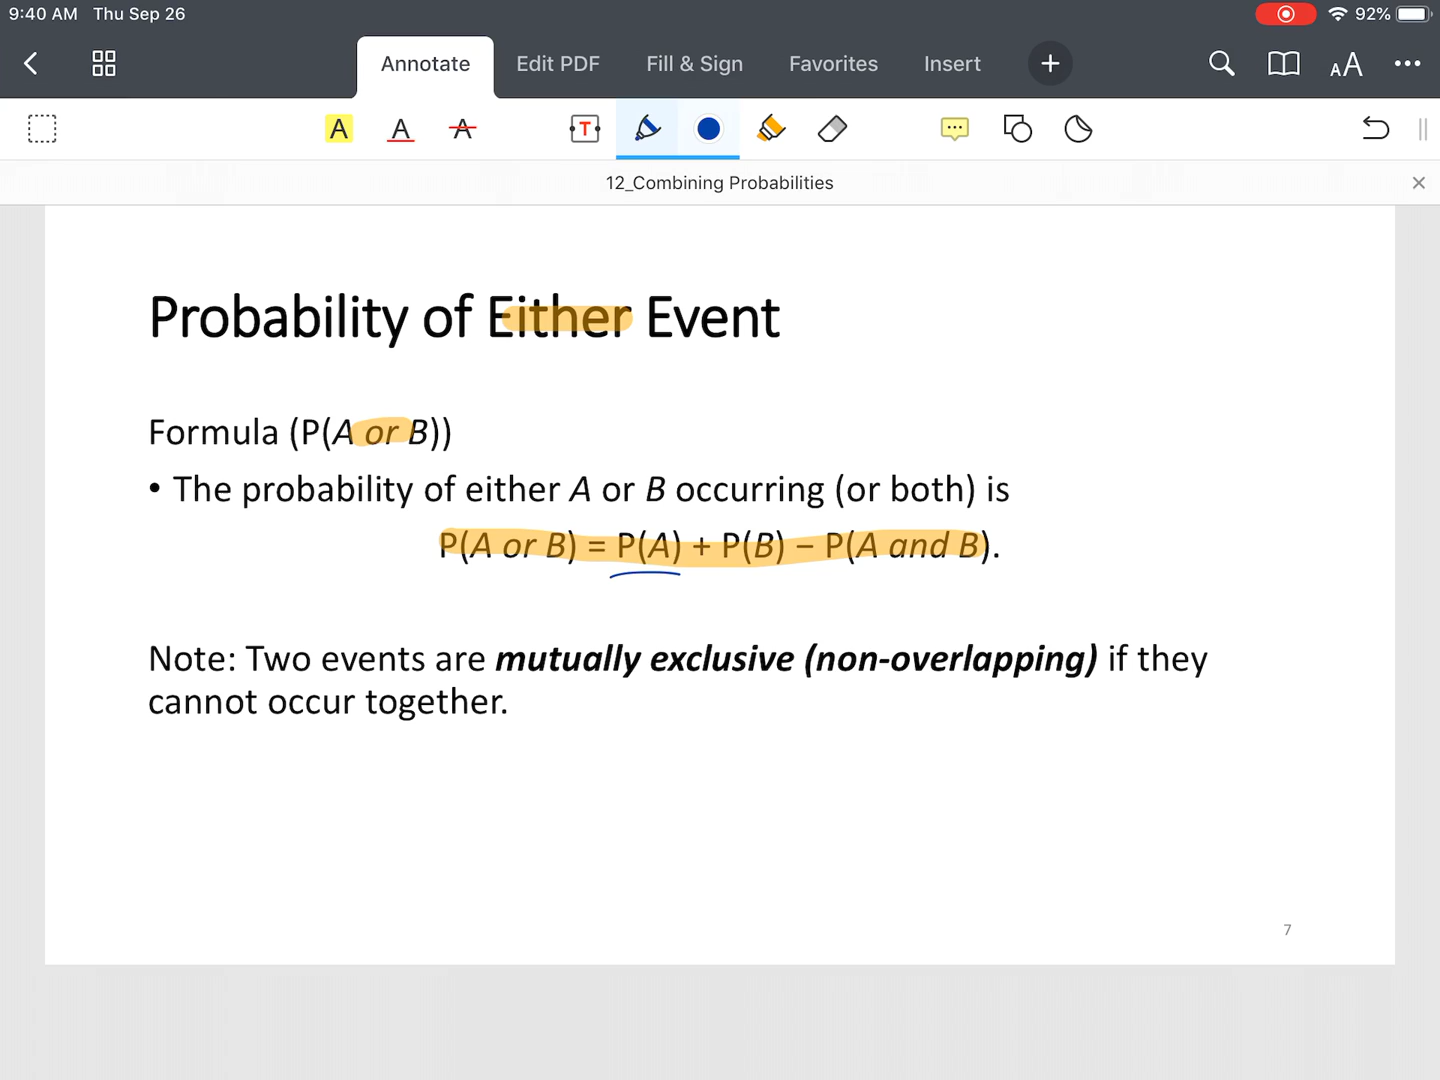 9:40 AM Thu Sep 26
92%
Annotate Edit PDF Fill & Sign Favorites Insert
AA
A A A T
12_Combining Probabilities
Probability of Either Event
Formula (P(A or B))
• The probability of either A or B occurring (or both) is
P(A or B) = P(A) + P(B) − P(A and B).
Note: Two events are mutually exclusive (non-overlapping) if they
cannot occur together.
7